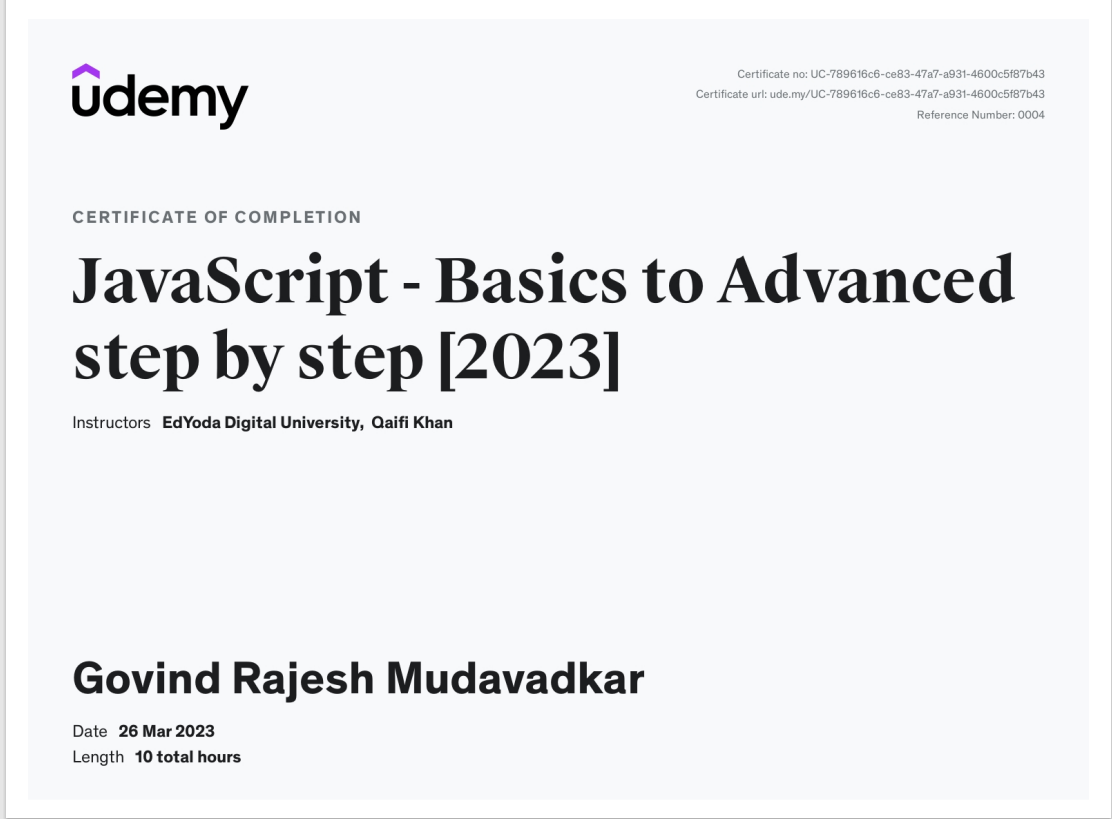 udemy
Certificate no: UC-789616c6-ce83-47a7-a931-4600c5f87b43
Certificate url: ude.my/UC-789616c6-ce83-47a7-a931-4600c5f87b43
Reference Number: 0004
CERTIFICATE OF COMPLETION
JavaScript - Basics to Advanced
step by step [2023]
Instructors EdYoda Digital University, Qaifi Khan
Govind Rajesh Mudavadkar
Date 26 Mar 2023
Length 10 total hours